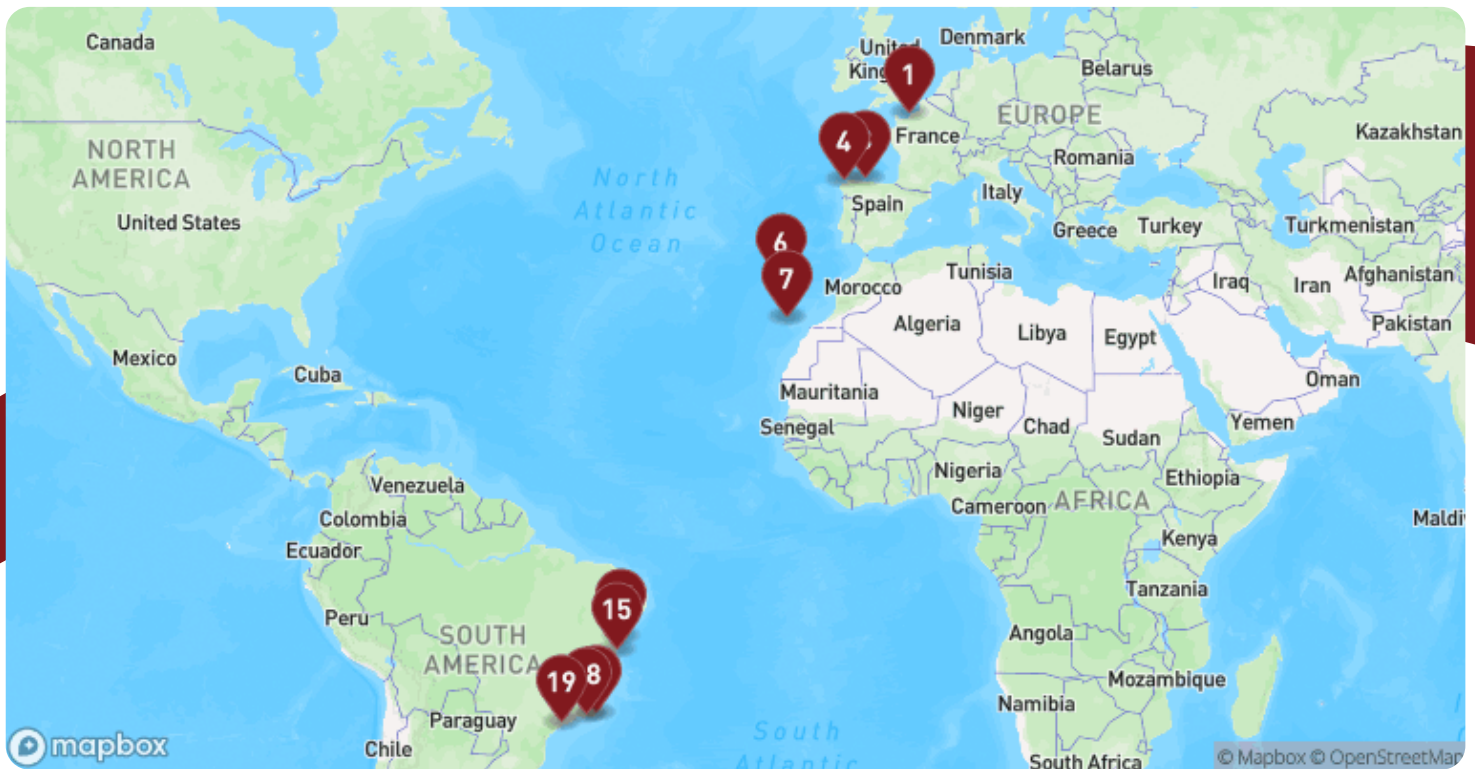 Canada
Denmark
United
King
1
Belarus
EUROPE
Kazakhstan
4
France
NORTH
AMERICA
Romania
North
Atlantic
Ocean
Italy
Spain
United States
Greece
Turkey
Turkmenistan
6
7
Tunisia
Morocco
Iraq
Iran
Afghanistan
Algeria
Libya
Egypt
Pakistan
Mexico
Cuba
Oman
Mauritania
Niger
Chad
Senegal
Sudan
Yemen
Venezuela
Nigeria
Ethiopia
Colombia
Cameroon
AFRICA
Maldi
Ecuador
Kenya
15
Tanzania
Peru
SOUTH
AMERICA
Angola
19
8
Mozambique
Namibia
Paraguay
South
Atlantic
Chile
South Africa
mapbox
© Mapbox © OpenStreetMap